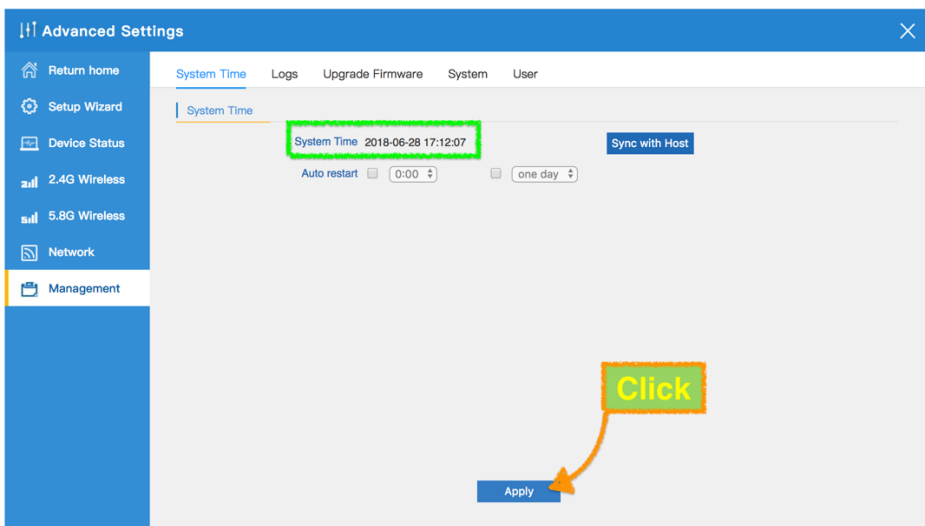 Advanced Settings
Return home
Setup Wizard
Device Status
2.4G Wireless
5.8G Wireless
Network
Management
System Time Logs Upgrade Firmware System User
System Time
System Time 2018-06-28 17:12:07 Sync with Host
Auto restart 0:00 one day
Click
Apply